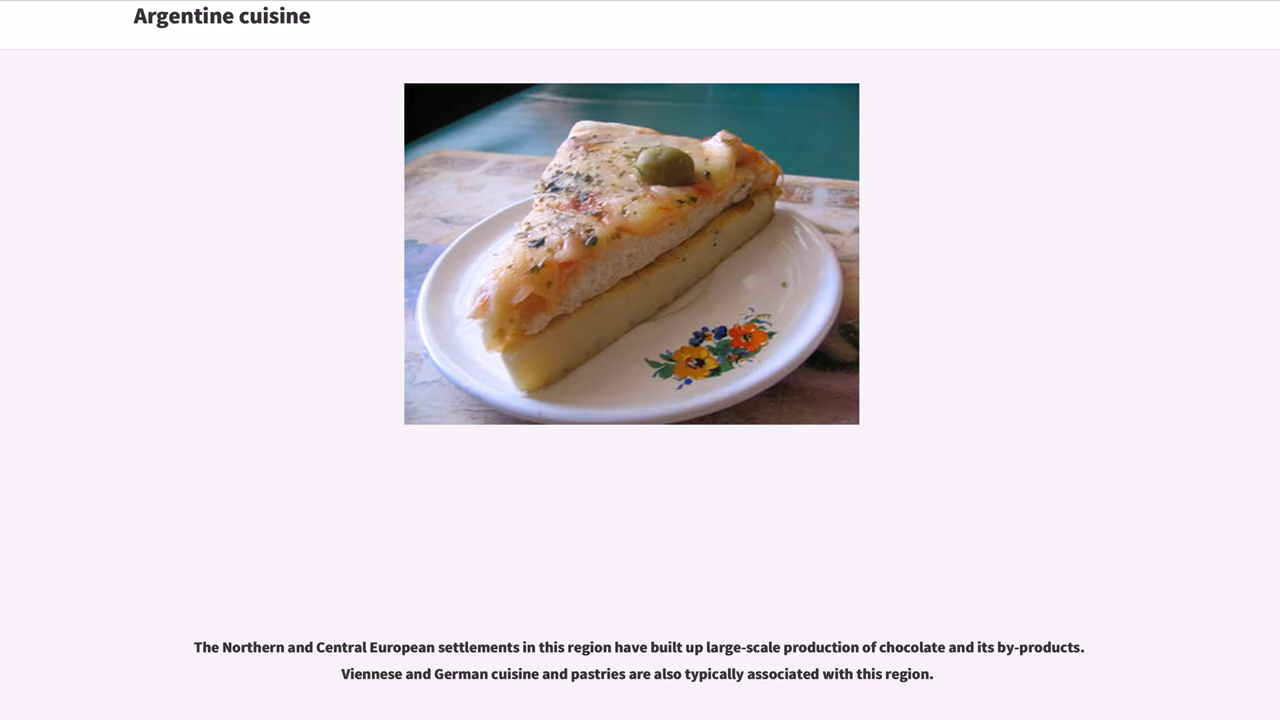 Argentine cuisine
The Northern and Central European settlements in this region have built up large-scale production of chocolate and its by-products.
Viennese and German cuisine and pastries are also typically associated with this region.